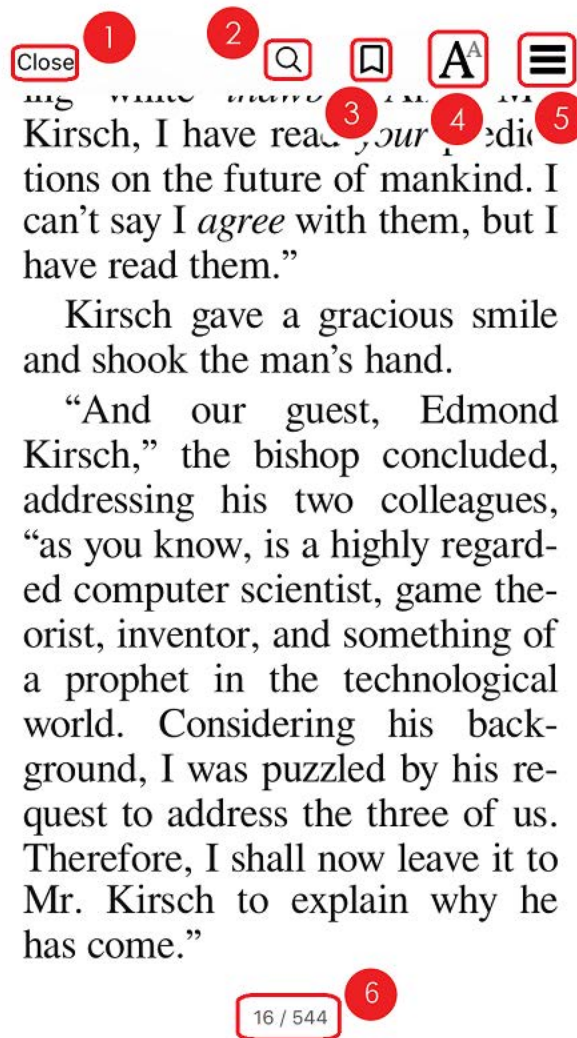 1
2
Close
AA
3
4
5
Kirsch, I have read your
tions on the future of mankind. I
can’t say I agree with them, but I
have read them.”
Kirsch gave a gracious smile
and shook the man’s hand.
“And our guest, Edmond
Kirsch,” the bishop concluded,
addressing his two colleagues,
“as you know, is a highly regard-
ed computer scientist, game the-
orist, inventor, and something of
a prophet in the technological
world. Considering his back-
ground, I was puzzled by his re-
quest to address the three of us.
Therefore, I shall now leave it to
Mr. Kirsch to explain why he
has come.”
6
16 / 544